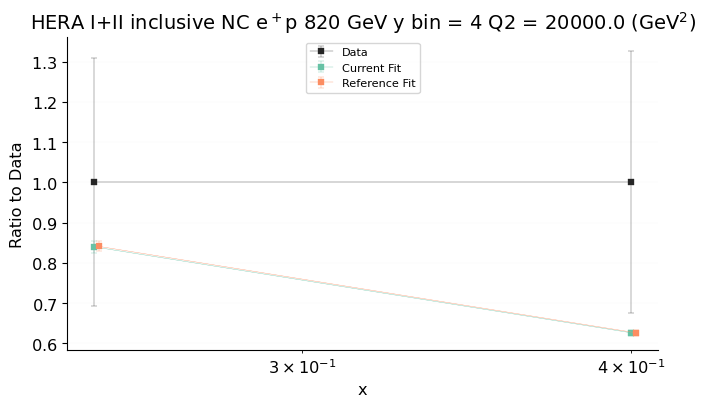 HERA I+II inclusive NC e⁺p 820 GeV y bin = 4 Q2 = 20000.0 (GeV²)
Data
Current Fit
Reference Fit
Ratio to Data
1.3
1.2
1.1
1.0
0.9
0.8
0.7
0.6
3 × 10⁻¹
4 × 10⁻¹
x